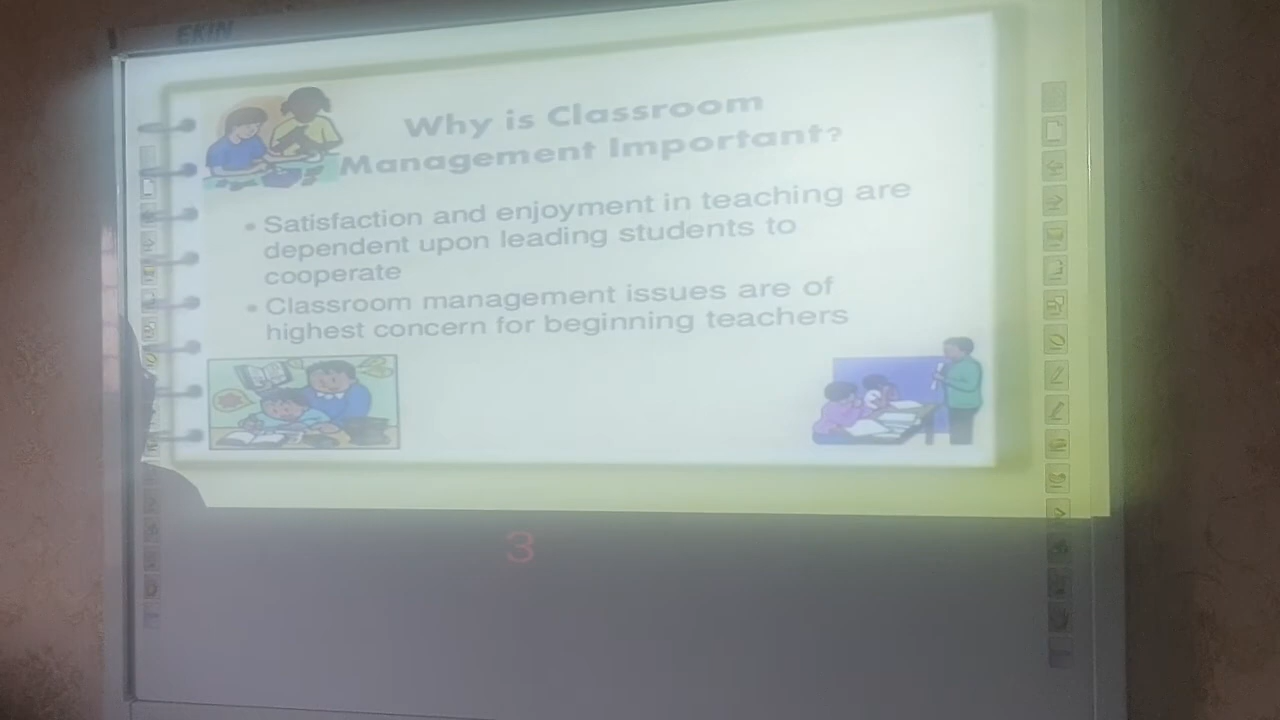 EKIN
Why is Classroom
Management Important?
• Satisfaction and enjoyment in teaching are
dependent upon leading students to
cooperate
• Classroom management issues are of
highest concern for beginning teachers
3